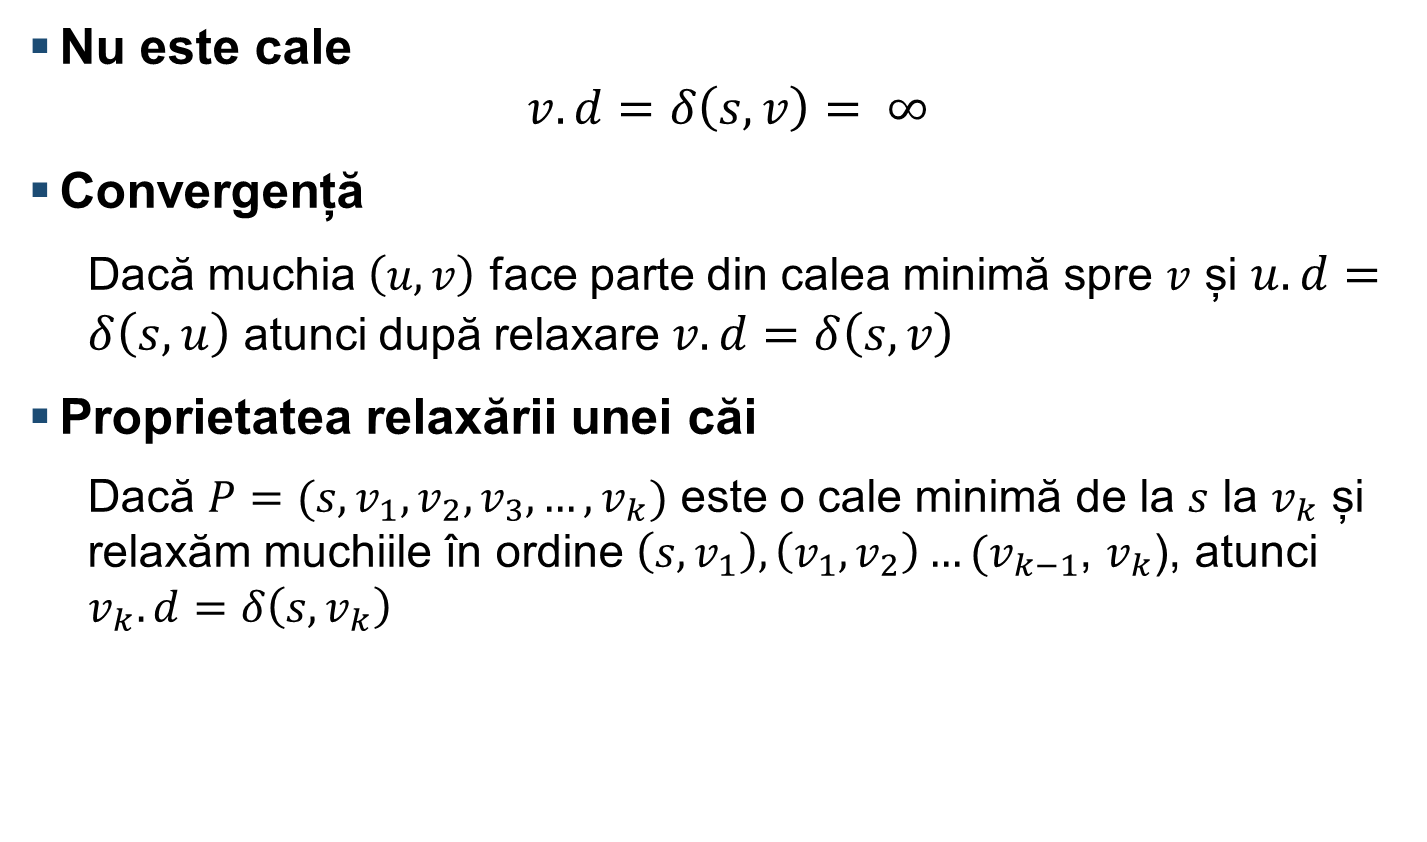 ▪ Nu este cale
𝑣.𝑑 = 𝛿(𝑠,𝑣) = ∞
▪ Convergență
Dacă muchia (𝑢,𝑣) face parte din calea minimă spre 𝑣 și 𝑢.𝑑 =
𝛿(𝑠,𝑢) atunci după relaxare 𝑣.𝑑 = 𝛿(𝑠,𝑣)
▪ Proprietatea relaxării unei căi
Dacă 𝑃 = (𝑠,𝑣₁,𝑣₂,𝑣₃,…,𝑣ₖ) este o cale minimă de la 𝑠 la 𝑣ₖ și
relaxăm muchiile în ordine (𝑠,𝑣₁),(𝑣₁,𝑣₂) … (𝑣ₖ₋₁, 𝑣ₖ), atunci
𝑣ₖ.𝑑 = 𝛿(𝑠,𝑣ₖ)